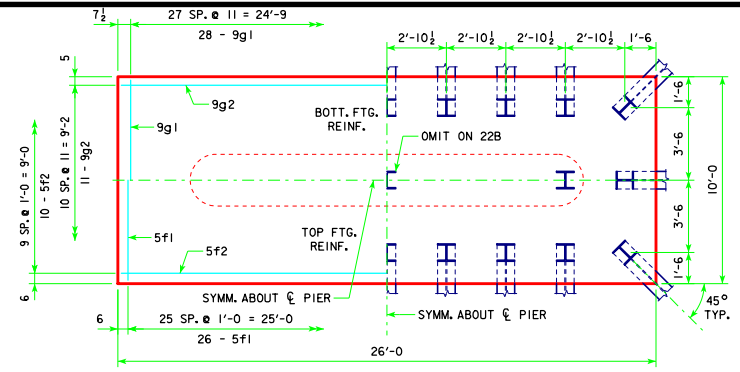 7½
27 SP. @ 11 = 24'-9
28 - 9g1
2'-10½
2'-10½
2'-10½
2'-10½
1'-6
5
9g2
BOTT. FTG.
REINF.
OMIT ON 22B
9g1
9 SP. @ 1'-0 = 9'-0
10 - 5f2
10 SP. @ 11 = 9'-2
11 - 9g2
1'-6
3'-6
10'-0
3'-6
1'-6
5f1
TOP FTG.
REINF.
5f2
6
SYMM. ABOUT ℄ PIER
SYMM. ABOUT ℄ PIER
45°
TYP.
6
25 SP. @ 1'-0 = 25'-0
26 - 5f1
26'-0